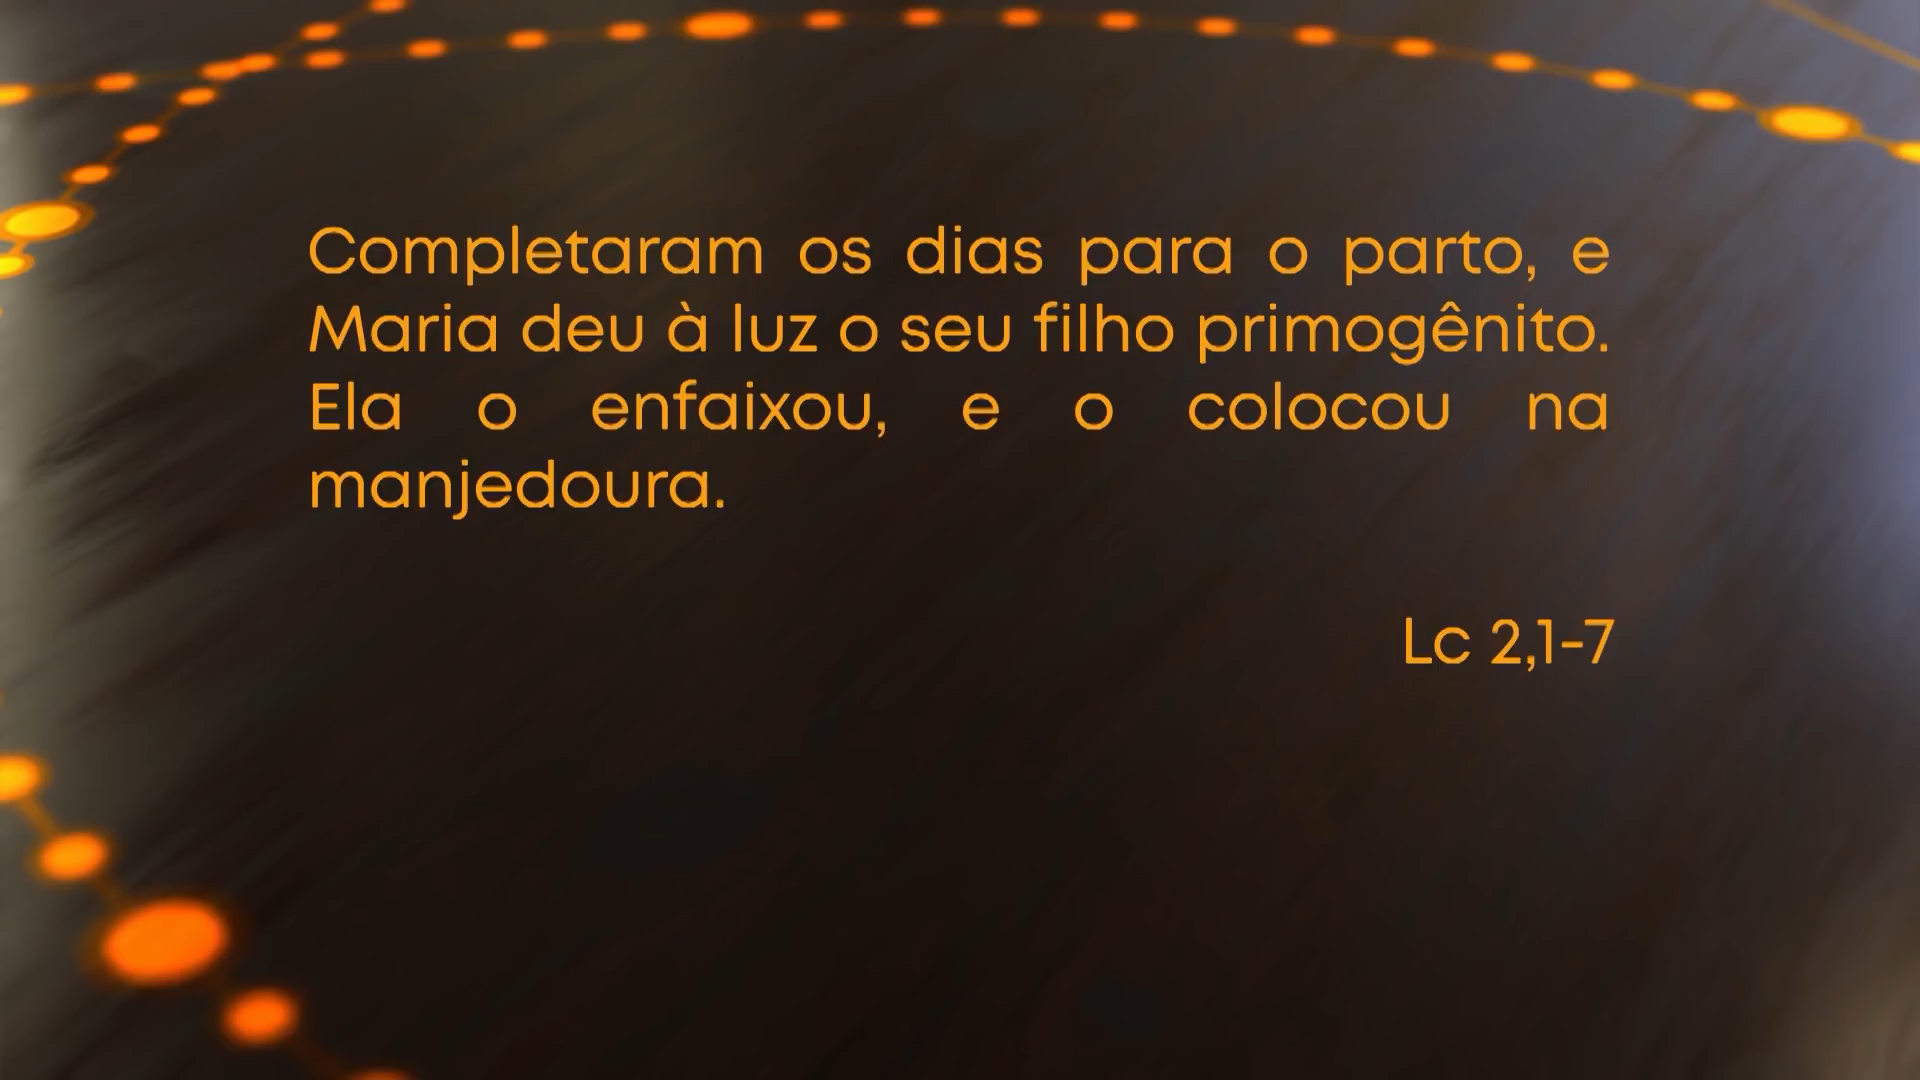 Completaram os dias para o parto, e
Maria deu à luz o seu filho primogênito.
Ela o enfaixou, e o colocou na
manjedoura.
Lc 2,1-7